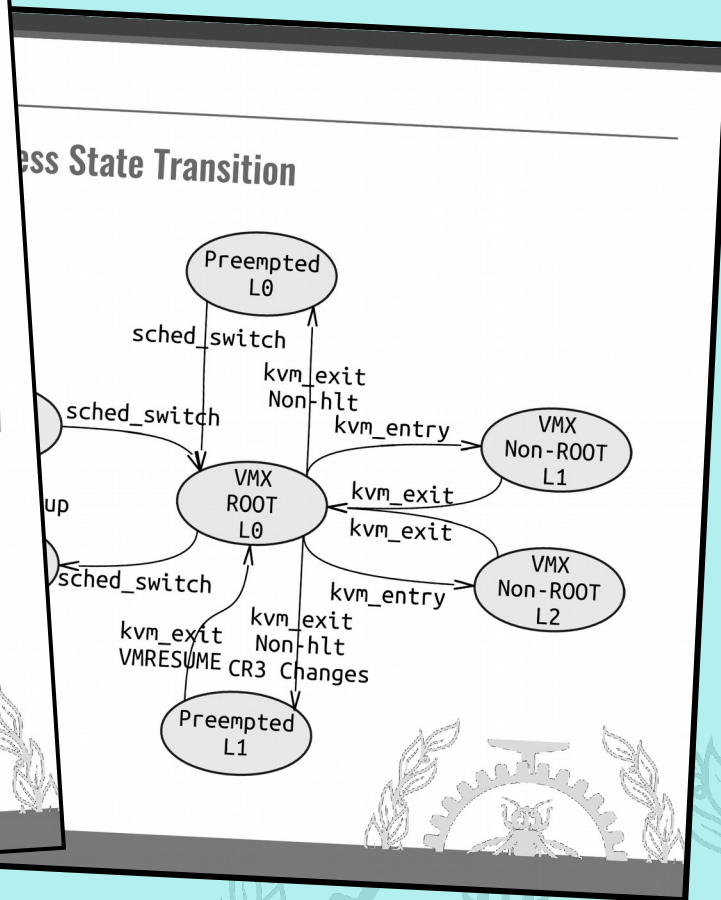 State Transition
Preempted
L0
sched_switch
kvm_exit
Non-hlt
sched_switch
kvm_entry
VMX
Non-ROOT
L1
VMX
ROOT
L0
kvm_exit
kvm_exit
up
sched_switch
kvm_entry
VMX
Non-ROOT
L2
kvm_exit
VMRESUME
kvm_exit
Non-hlt
CR3 Changes
Preempted
L1